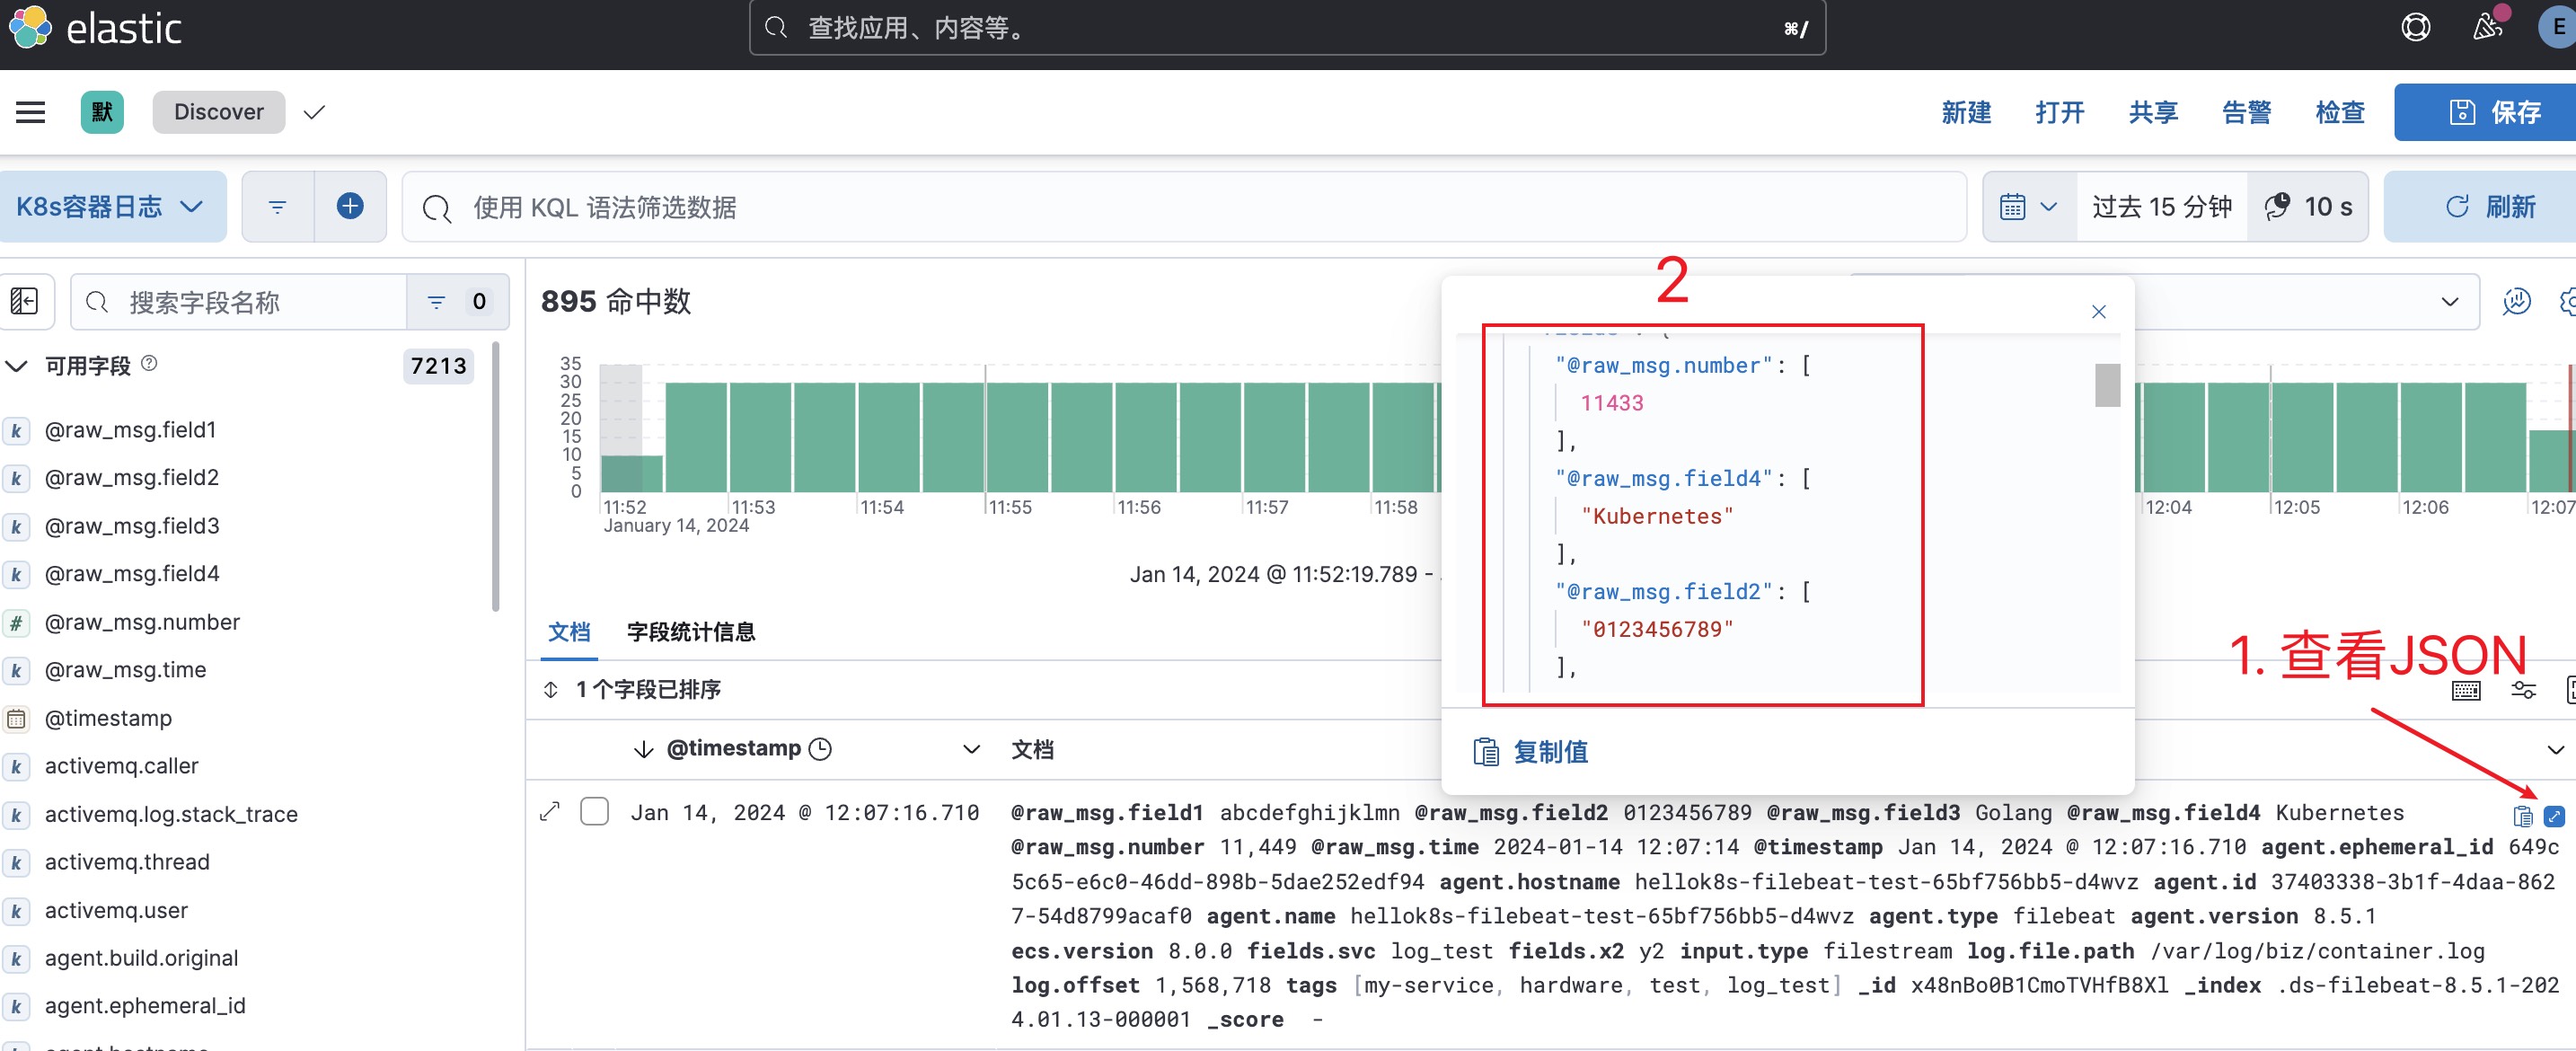 elastic
查找应用、内容等。
⌘/
E
默
Discover
新建
打开
共享
告警
检查
保存
K8s容器日志
使用 KQL 语法筛选数据
过去 15 分钟
10 s
刷新
搜索字段名称
0
895 命中数
2
可用字段
7213
@raw_msg.field1
@raw_msg.field2
@raw_msg.field3
@raw_msg.field4
@raw_msg.number
@raw_msg.time
@timestamp
activemq.caller
activemq.log.stack_trace
activemq.thread
activemq.user
agent.build.original
agent.ephemeral_id
35
30
25
20
15
10
5
0
11:52
11:53
11:54
11:55
11:56
11:57
11:58
12:04
12:05
12:06
12:07
January 14, 2024
Jan 14, 2024 @ 11:52:19.789 -
"@raw_msg.number": [
11433
],
"@raw_msg.field4": [
"Kubernetes"
],
"@raw_msg.field2": [
"0123456789"
],
复制值
1. 查看JSON
文档
字段统计信息
1 个字段已排序
@timestamp
文档
Jan 14, 2024 @ 12:07:16.710
@raw_msg.field1 abcdefghijklmn @raw_msg.field2 0123456789 @raw_msg.field3 Golang @raw_msg.field4 Kubernetes
@raw_msg.number 11,449 @raw_msg.time 2024-01-14 12:07:14 @timestamp Jan 14, 2024 @ 12:07:16.710 agent.ephemeral_id 649c
5c65-e6c0-46dd-898b-5dae252edf94 agent.hostname hellok8s-filebeat-test-65bf756bb5-d4wvz agent.id 37403338-3b1f-4daa-862
7-54d8799acaf0 agent.name hellok8s-filebeat-test-65bf756bb5-d4wvz agent.type filebeat agent.version 8.5.1
ecs.version 8.0.0 fields.svc log_test fields.x2 y2 input.type filestream log.file.path /var/log/biz/container.log
log.offset 1,568,718 tags [my-service, hardware, test, log_test] _id x48nBo0B1CmoTVHfB8Xl _index .ds-filebeat-8.5.1-202
4.01.13-000001 _score -